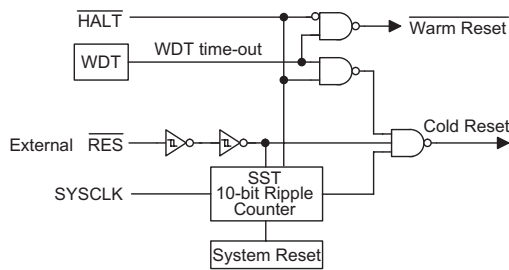 HALT
Warm Reset
WDT time-out
WDT
Cold Reset
External RES
SST
10-bit Ripple
Counter
SYSCLK
System Reset